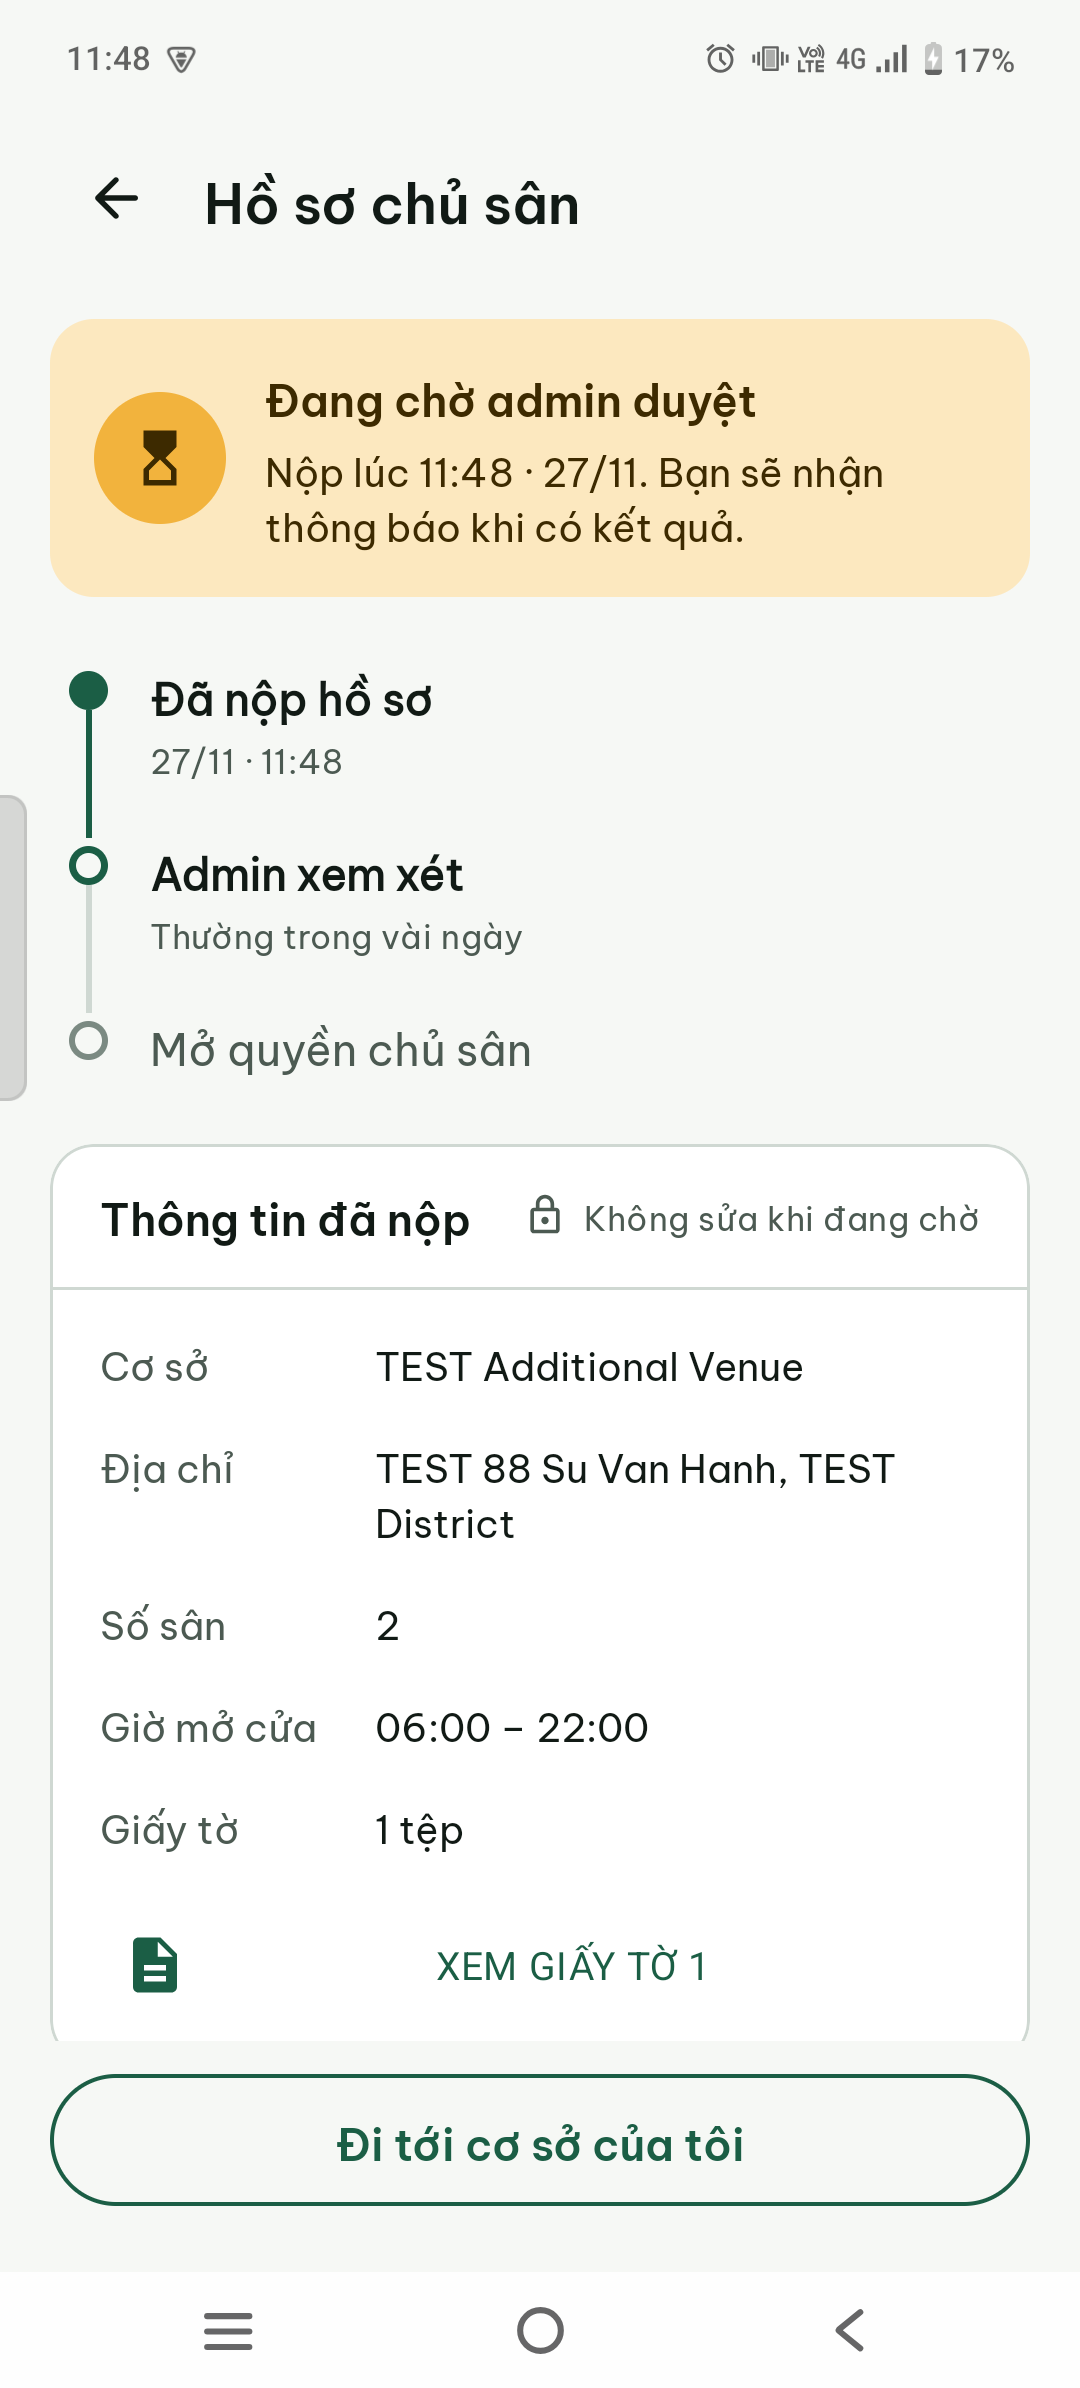 11:48
VoLTE 4G 17%
Hồ sơ chủ sân
Đang chờ admin duyệt
Nộp lúc 11:48 · 27/11. Bạn sẽ nhận
thông báo khi có kết quả.
Đã nộp hồ sơ
27/11 · 11:48
Admin xem xét
Thường trong vài ngày
Mở quyền chủ sân
Thông tin đã nộp Không sửa khi đang chờ
Cơ sở TEST Additional Venue
Địa chỉ TEST 88 Su Van Hanh, TEST
District
Số sân 2
Giờ mở cửa 06:00 – 22:00
Giấy tờ 1 tệp
XEM GIẤY TỜ 1
Đi tới cơ sở của tôi